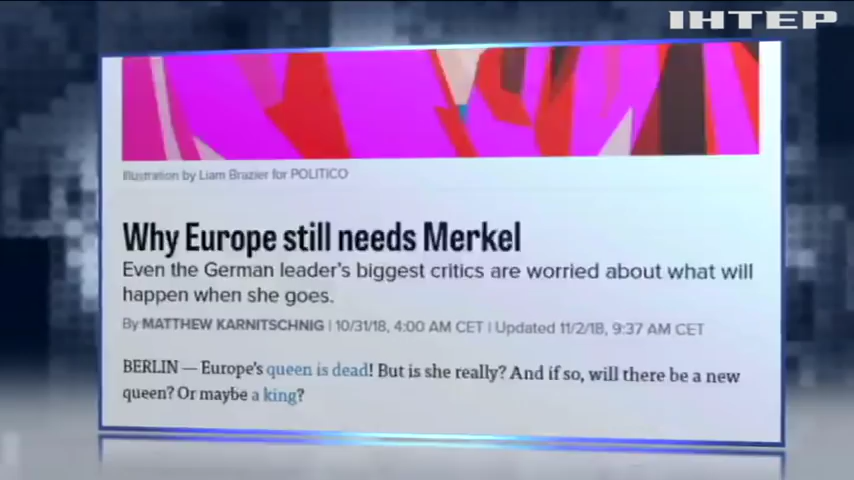 ІНТЕР
Illustration by Liam Brazier for POLITICO
Why Europe still needs Merkel
Even the German leader's biggest critics are worried about what will
happen when she goes.
By MATTHEW KARNITSCHNIG | 10/31/18, 4:00 AM CET | Updated 11/2/18, 9:37 AM CET
BERLIN — Europe's queen is dead! But is she really? And if so, will there be a new
queen? Or maybe a king?